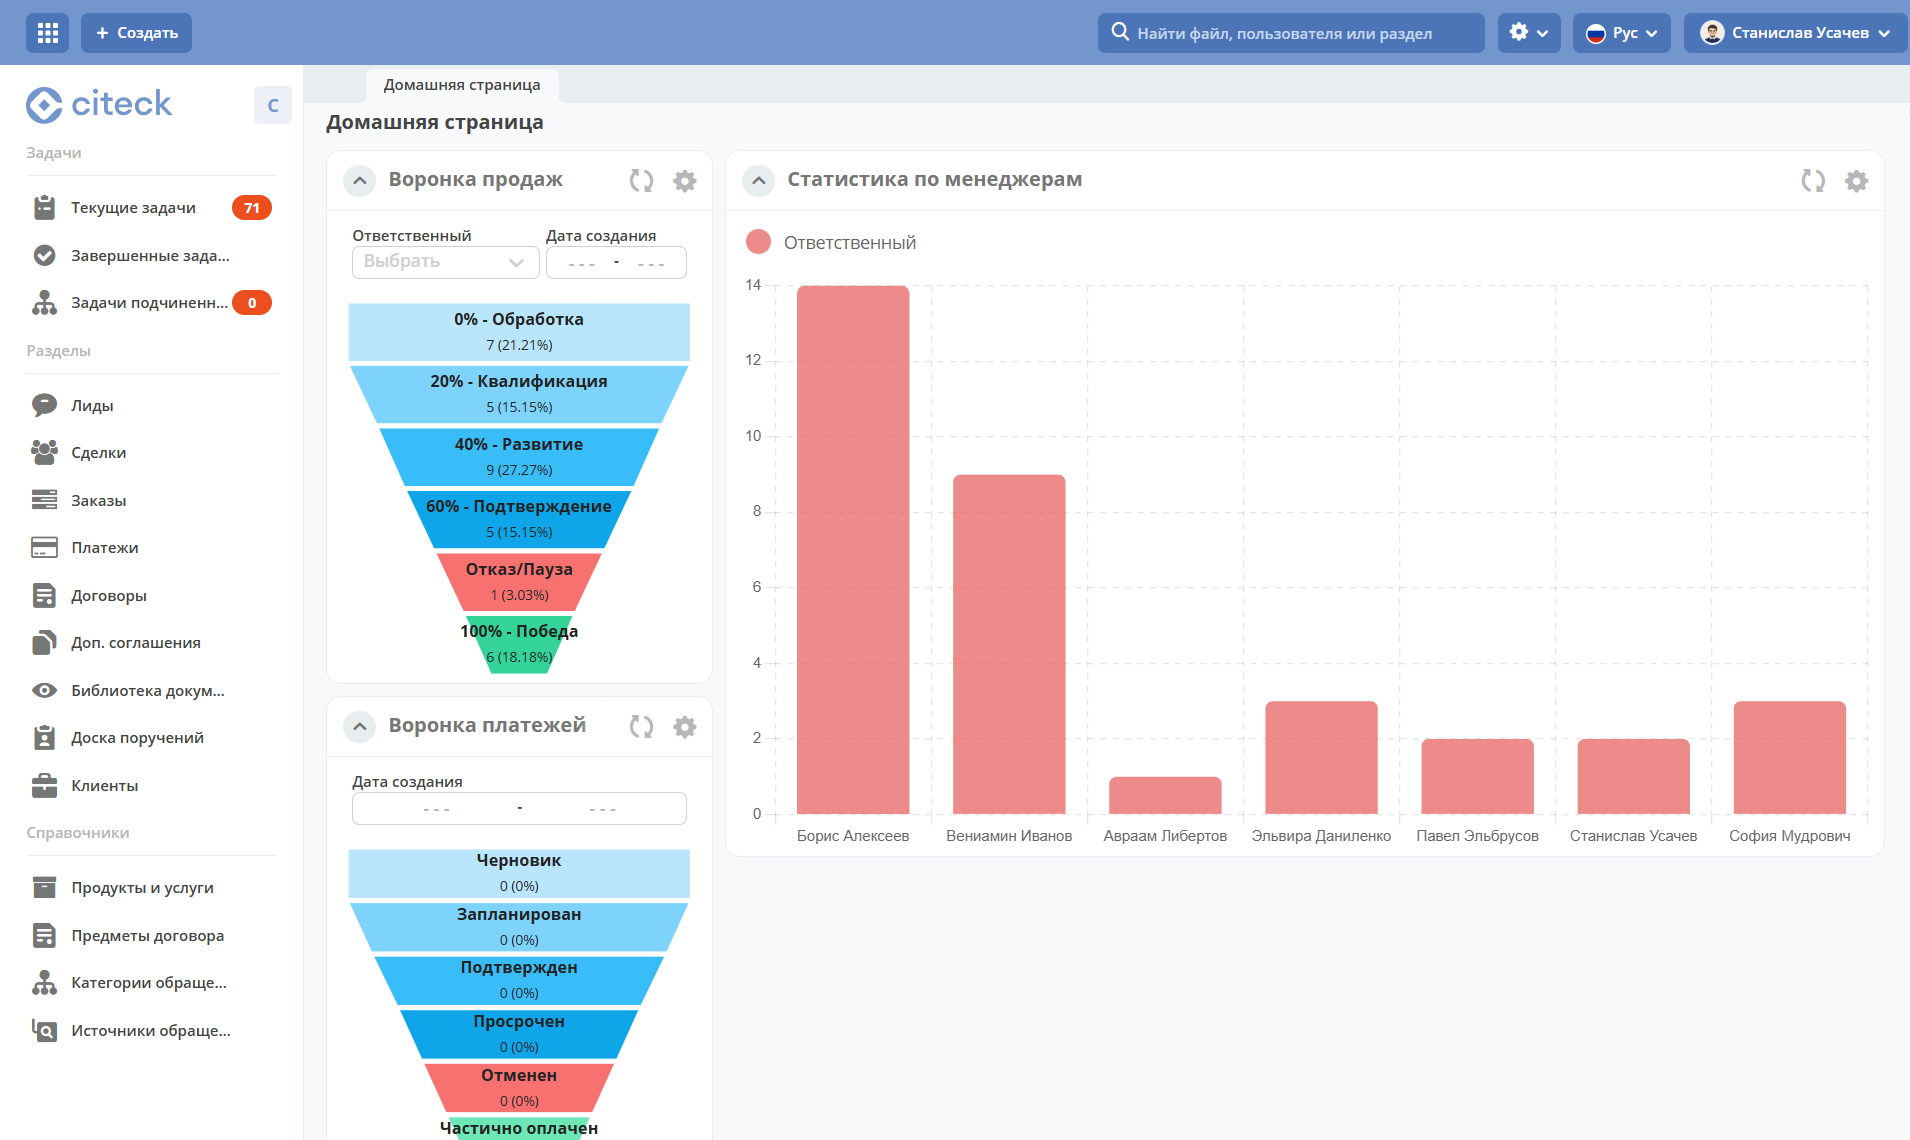 + Создать
Найти файл, пользователя или раздел
Рус
Станислав Усачев
citeck
C
Задачи
Текущие задачи 71
Завершенные зада...
Задачи подчиненн... 0
Разделы
Лиды
Сделки
Заказы
Платежи
Договоры
Доп. соглашения
Библиотека докум...
Доска поручений
Клиенты
Справочники
Продукты и услуги
Предметы договора
Категории обраще...
Источники обраще...
Домашняя страница
Домашняя страница
Воронка продаж
Ответственный Дата создания
Выбрать --- - ---
0% - Обработка
7 (21.21%)
20% - Квалификация
5 (15.15%)
40% - Развитие
9 (27.27%)
60% - Подтверждение
5 (15.15%)
Отказ/Пауза
1 (3.03%)
100% - Победа
6 (18.18%)
Воронка платежей
Дата создания
--- - ---
Черновик
0 (0%)
Запланирован
0 (0%)
Подтвержден
0 (0%)
Просрочен
0 (0%)
Отменен
0 (0%)
Частично оплачен
Статистика по менеджерам
Ответственный
14
12
10
8
6
4
2
0
Борис Алексеев Вениамин Иванов Авраам Либертов Эльвира Даниленко Павел Эльбрусов Станислав Усачев София Мудрович